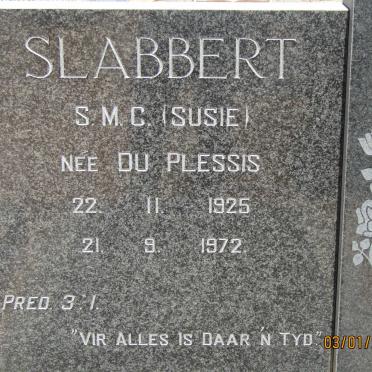 SLABBERT
S. M. C. (SUSIE)
NÉE DU PLESSIS
22. 11. 1925
21. 9. 1972.
PRED. 3:1.
"VIR ALLES IS DAAR 'N TYD."
03/01/